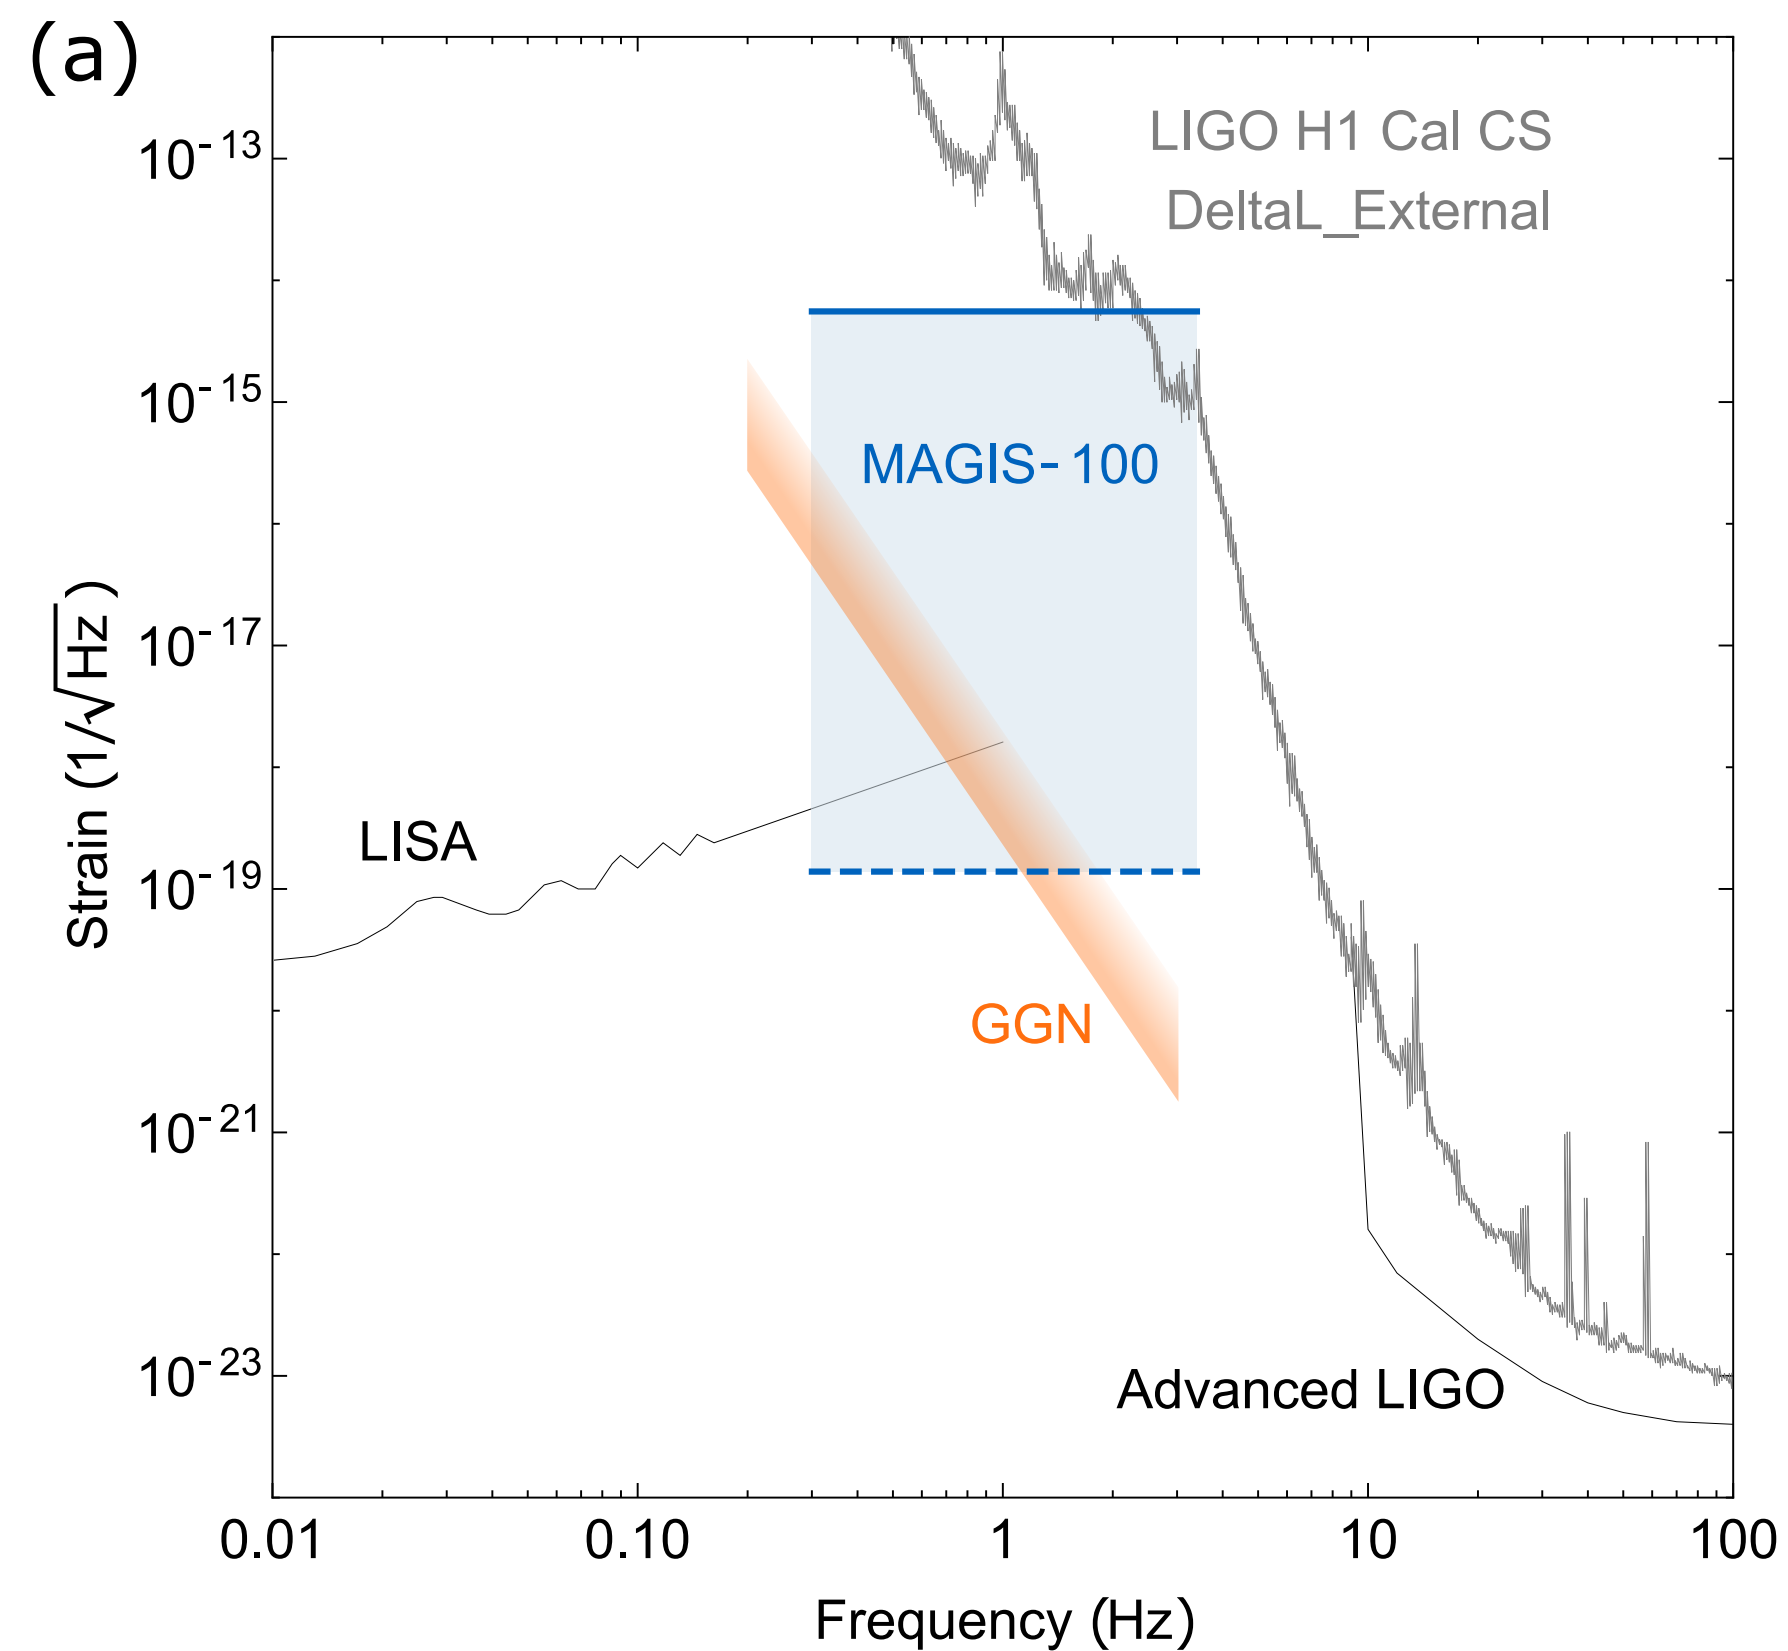 (a)
LIGO H1 Cal CS
DeltaL_External
10-13
10-15
MAGIS-100
10-17
Strain (1/√Hz)
LISA
10-19
GGN
10-21
10-23
Advanced LIGO
0.01 0.10 1 10 100
Frequency (Hz)